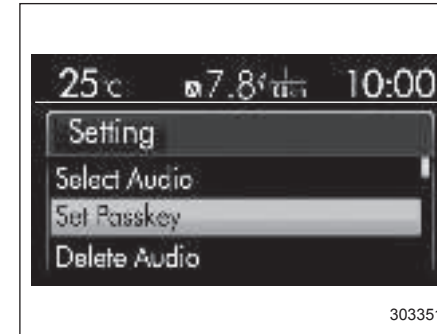 25℃ 7.8 10:00
Setting
Select Audio
Set Passkey
Delete Audio
303351